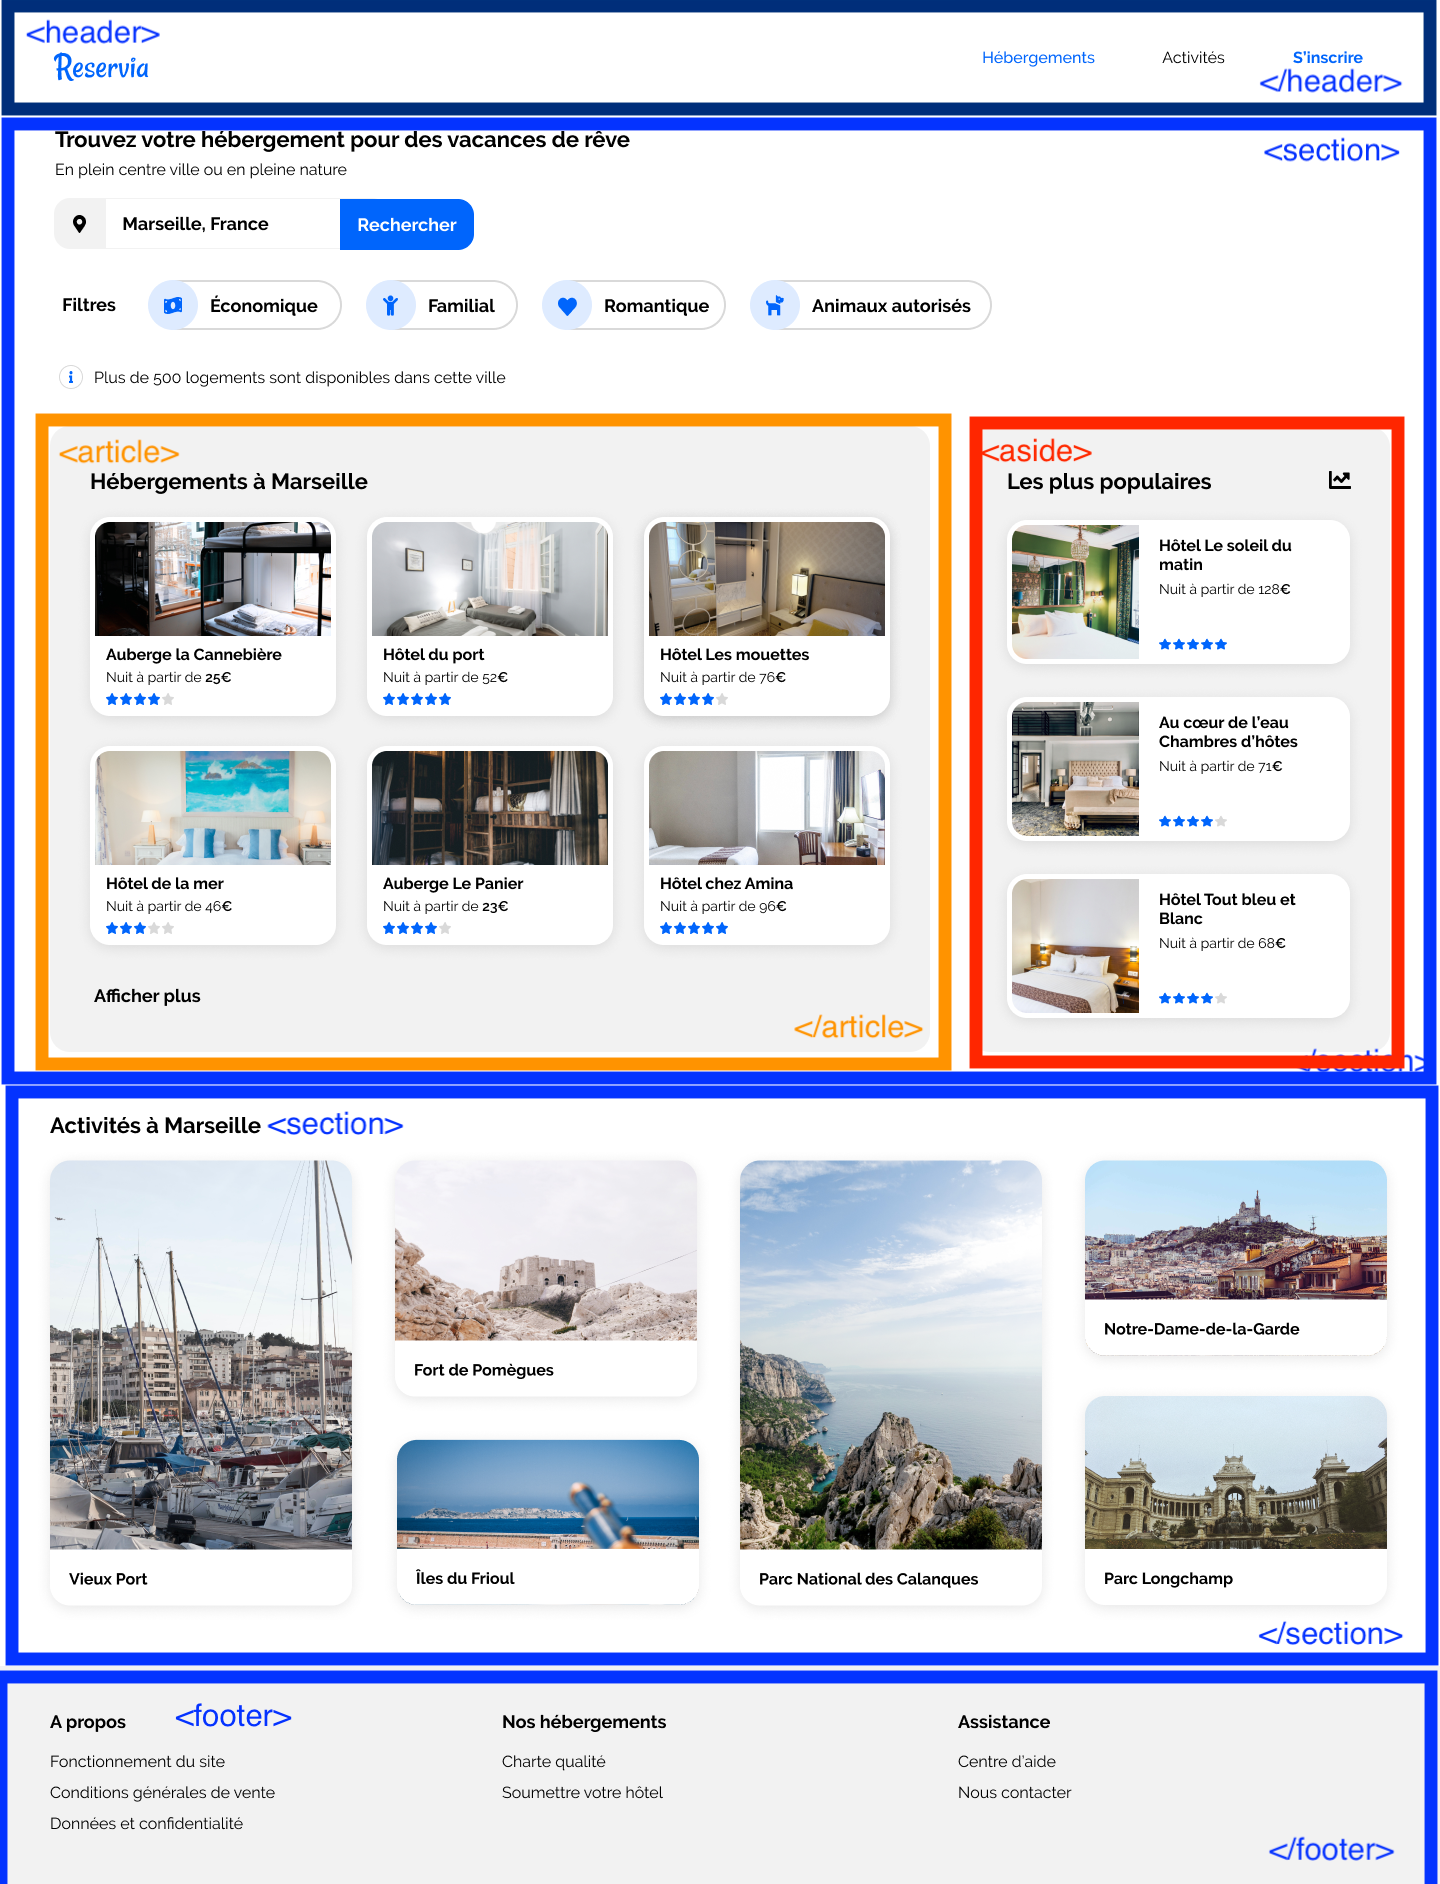 <header>
Reservia
Hébergements
Activités
S'inscrire
</header>
Trouvez votre hébergement pour des vacances de rêve
<section>
En plein centre ville ou en pleine nature
Marseille, France
Rechercher
Filtres
Économique
Familial
Romantique
Animaux autorisés
Plus de 500 logements sont disponibles dans cette ville
<article>
Hébergements à Marseille
Auberge la Cannebière
Nuit à partir de 25€
Hôtel du port
Nuit à partir de 52€
Hôtel Les mouettes
Nuit à partir de 76€
Hôtel de la mer
Nuit à partir de 46€
Auberge Le Panier
Nuit à partir de 23€
Hôtel chez Amina
Nuit à partir de 96€
Afficher plus
</article>
<aside>
Les plus populaires
Hôtel Le soleil du
matin
Nuit à partir de 128€
Au cœur de l'eau
Chambres d'hôtes
Nuit à partir de 71€
Hôtel Tout bleu et
Blanc
Nuit à partir de 68€
</section>
Activités à Marseille <section>
Vieux Port
Fort de Pomègues
Îles du Frioul
Parc National des Calanques
Notre-Dame-de-la-Garde
Parc Longchamp
</section>
A propos
<footer>
Fonctionnement du site
Conditions générales de vente
Données et confidentialité
Nos hébergements
Charte qualité
Soumettre votre hôtel
Assistance
Centre d'aide
Nous contacter
</footer>